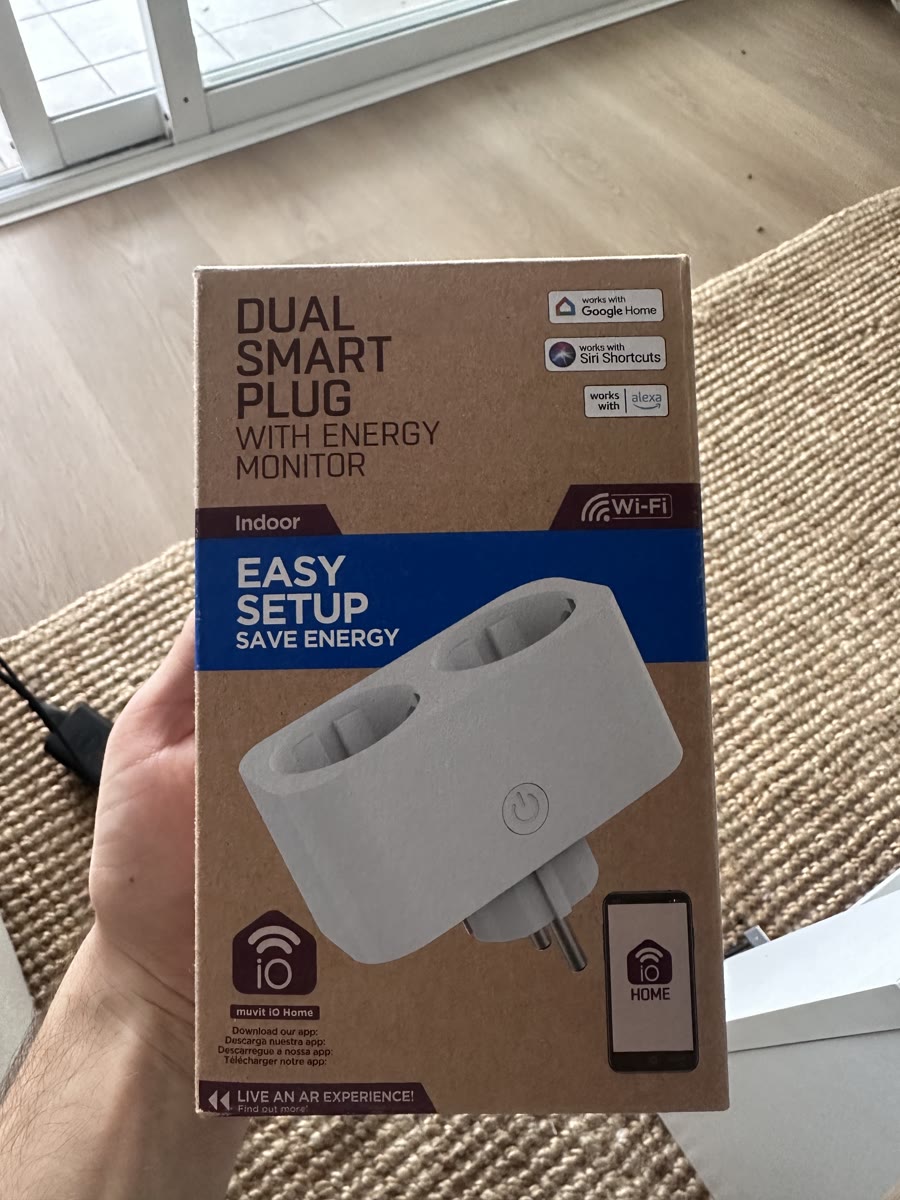 DUAL
SMART
PLUG
WITH ENERGY
MONITOR
works with
Google Home
works with
Siri Shortcuts
works
with
alexa
Indoor
Wi-Fi
EASY
SETUP
SAVE ENERGY
iO
muvit iO Home
Download our app:
Descarga nuestra app:
Descarregue a nossa app:
Télécharger notre app:
iO
HOME
LIVE AN AR EXPERIENCE!
Find out more